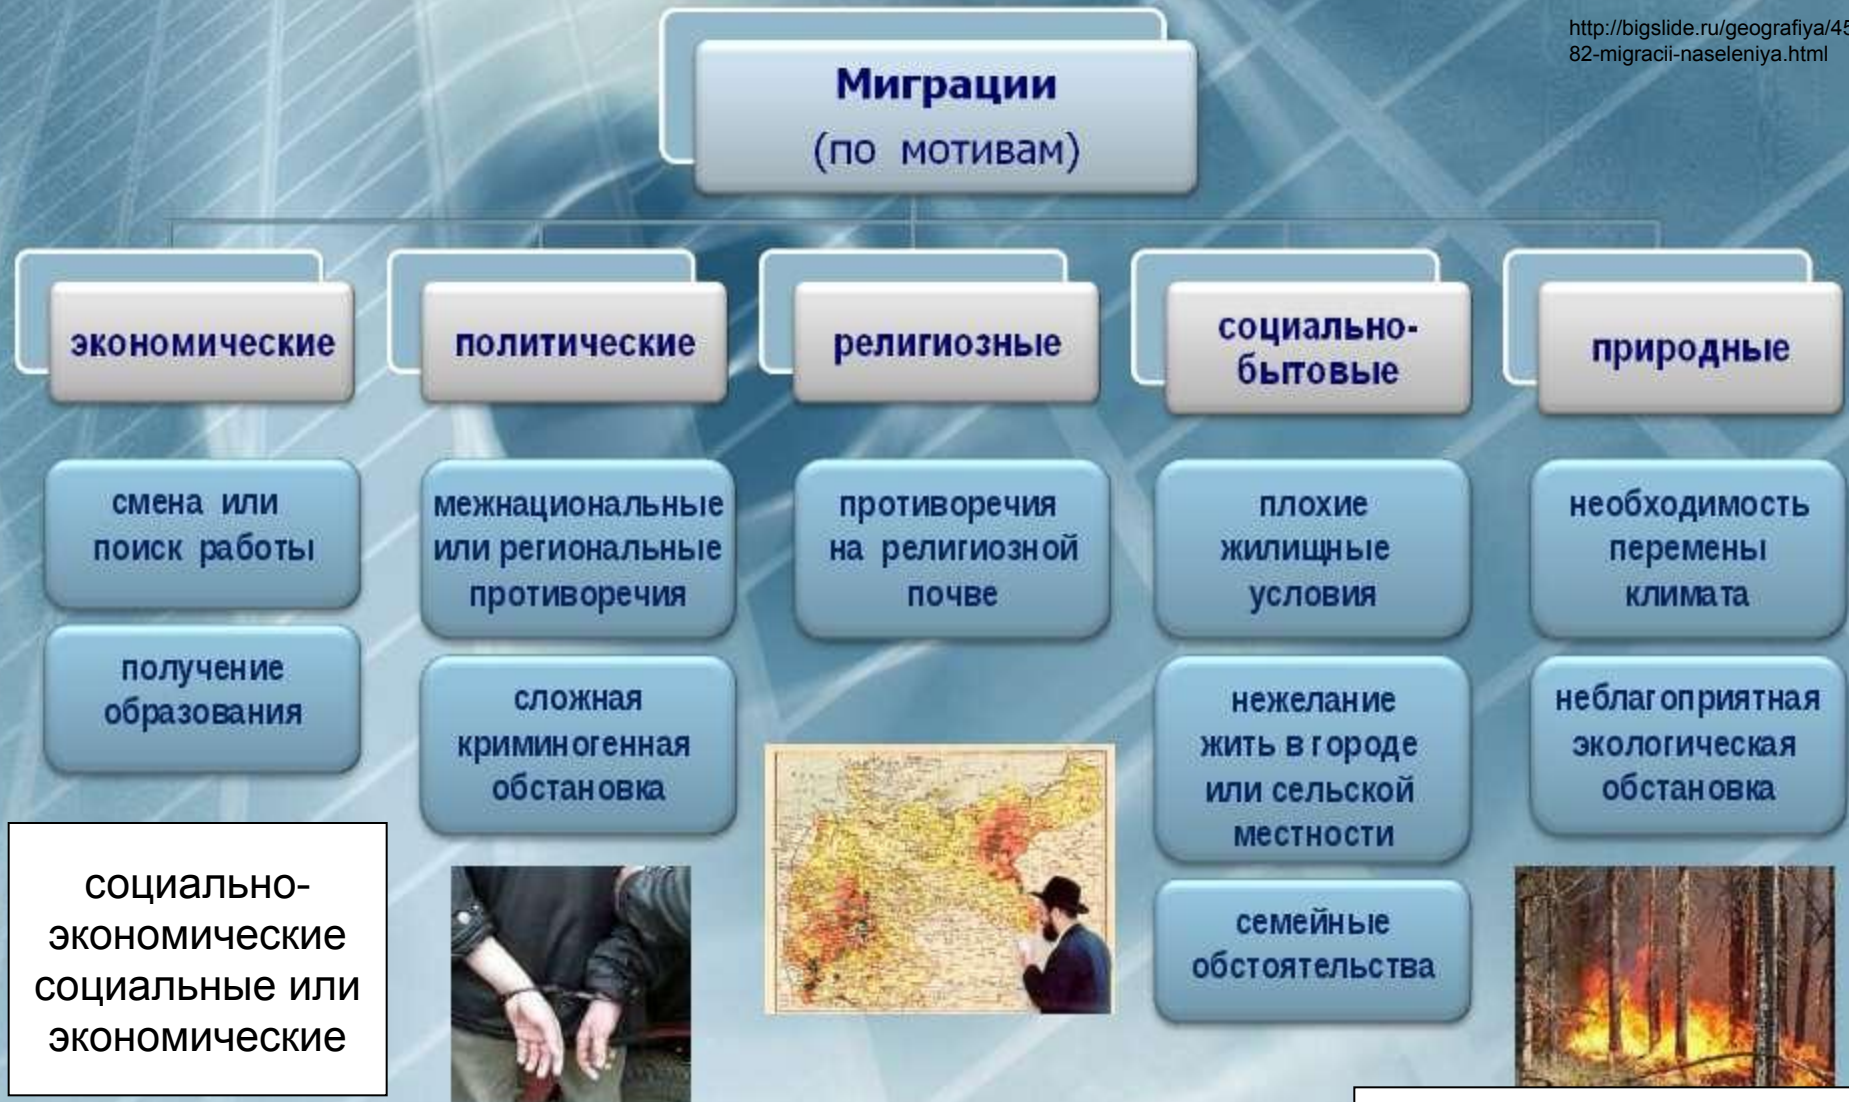 http://bigslide.ru/geografiya/45
82-migracii-naseleniya.html
Миграции
(по мотивам)
экономические
политические
религиозные
социально-
бытовые
природные
смена или
поиск работы
получение
образования
межнациональные
или региональные
противоречия
сложная
криминогенная
обстановка
противоречия
на религиозной
почве
плохие
жилищные
условия
нежелание
жить в городе
или сельской
местности
семейные
обстоятельства
необходимость
перемены
климата
неблагоприятная
экологическая
обстановка
социально-
экономические
социальные или
экономические